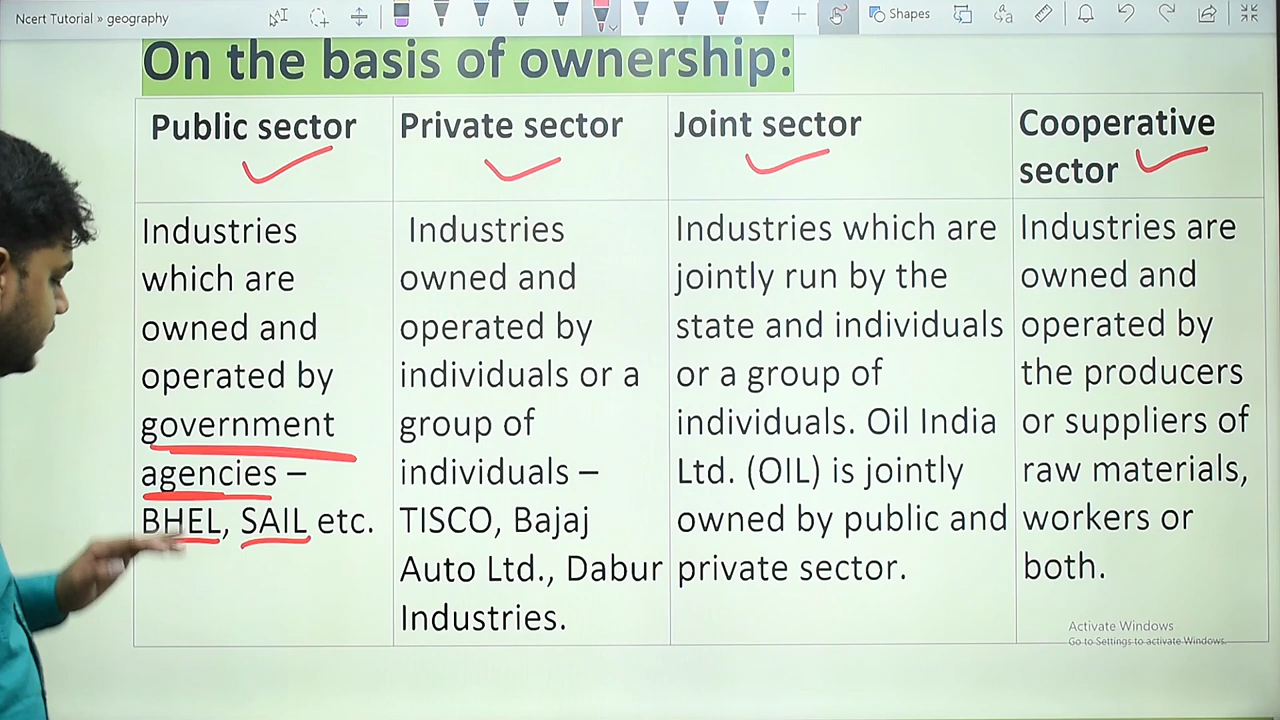 Ncert Tutorial » geography
Shapes
On the basis of ownership:
Public sector
Industries
which are
owned and
operated by
government
agencies –
BHEL, SAIL etc.
Private sector
Industries
owned and
operated by
individuals or a
group of
individuals –
TISCO, Bajaj
Auto Ltd., Dabur
Industries.
Joint sector
Industries which are
jointly run by the
state and individuals
or a group of
individuals. Oil India
Ltd. (OIL) is jointly
owned by public and
private sector.
Cooperative
sector
Industries are
owned and
operated by
the producers
or suppliers of
raw materials,
workers or
both.
Activate Windows
Go to Settings to activate Windows.